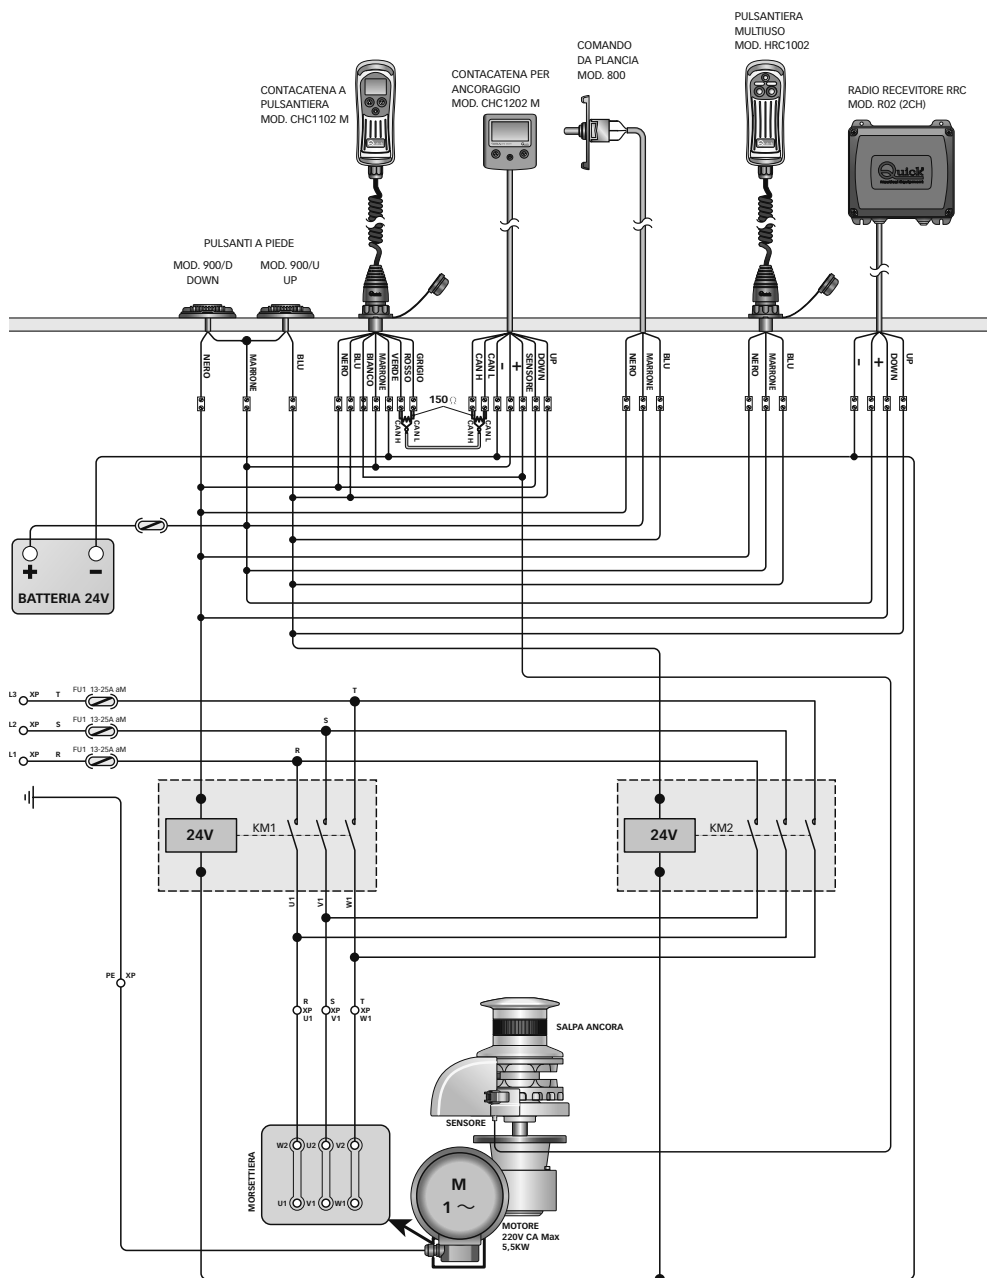 PULSANTIERA
MULTIUSO
MOD. HRC1002
COMANDO
DA PLANCIA
MOD. 800
CONTACATENA PER
ANCORAGGIO
MOD. CHC1202 M
CONTACATENA A
PULSANTIERA
MOD. CHC1102 M
RADIO RECEVITORE RRC
MOD. R02 (2CH)
Quick
Nautical Equipment
PULSANTI A PIEDE
MOD. 900/D
DOWN
MOD. 900/U
UP
NERO
MARRONE
BLU
NERO
BLU
BIANCO
MARRONE
VERDE
ROSSO
GRIGIO
CAN H
CAN L
-
+
SENSORE
DOWN
UP
NERO
MARRONE
BLU
NERO
MARRONE
BLU
-
+
DOWN
UP
150 Ω
CAN H
CAN L
CAN H
CAN L
+ -
BATTERIA 24V
L3 XP T FU1 13-25A aM
T
L2 XP S FU1 13-25A aM
S
L1 XP R FU1 13-25A aM
R
24V
KM1
24V
KM2
U1
V1
W1
PE XP
R
XP
U1
S
XP
V1
T
XP
W1
SALPA ANCORA
SENSORE
MORSETTIERA
W2 U2 V2
U1 V1 W1
M
1 ~
MOTORE
220V CA Max
5,5KW